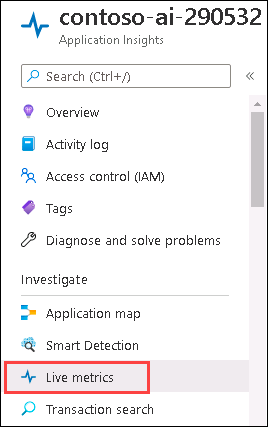 contoso-ai-290532
Application Insights
Search (Ctrl+/)
Overview
Activity log
Access control (IAM)
Tags
Diagnose and solve problems
Investigate
Application map
Smart Detection
Live metrics
Transaction search